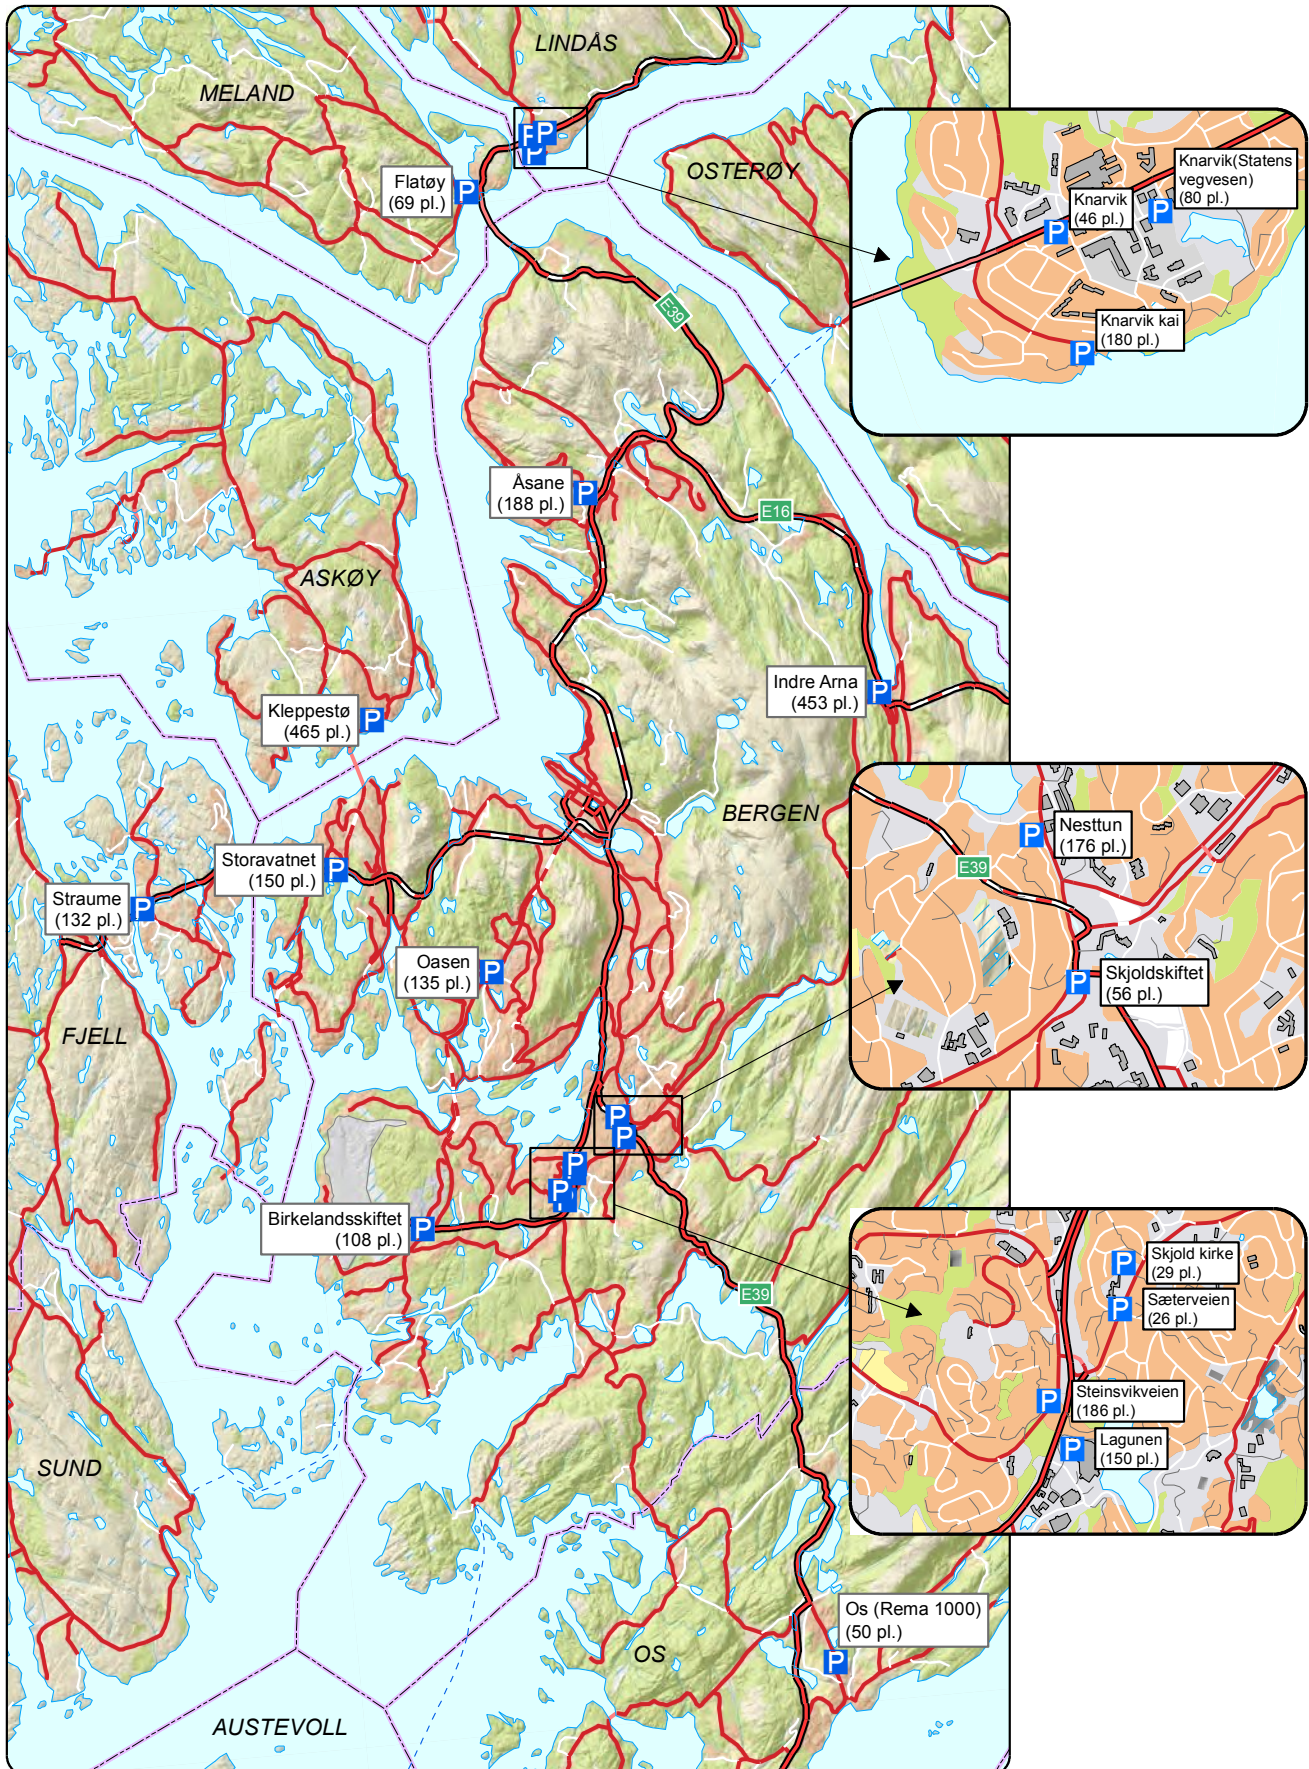 LINDÅS
MELAND
OSTERØY
Flatøy
(69 pl.)
P
P
P
P
E39
Åsane
(188 pl.)
P
E16
ASKØY
Kleppestø
(465 pl.)
P
Indre Arna
(453 pl.)
P
BERGEN
Storavatnet
(150 pl.)
P
Straume
(132 pl.)
P
Oasen
(135 pl.)
P
FJELL
P
P
P
P
Birkelandsskiftet
(108 pl.)
P
E39
SUND
Os (Rema 1000)
(50 pl.)
P
OS
AUSTEVOLL
Knarvik(Statens
vegvesen)
(80 pl.)
P
Knarvik
(46 pl.)
P
Knarvik kai
(180 pl.)
P
Nesttun
(176 pl.)
P
E39
Skjoldskiftet
(56 pl.)
P
Skjold kirke
(29 pl.)
P
Sæterveien
(26 pl.)
P
Steinsvikveien
(186 pl.)
P
Lagunen
(150 pl.)
P